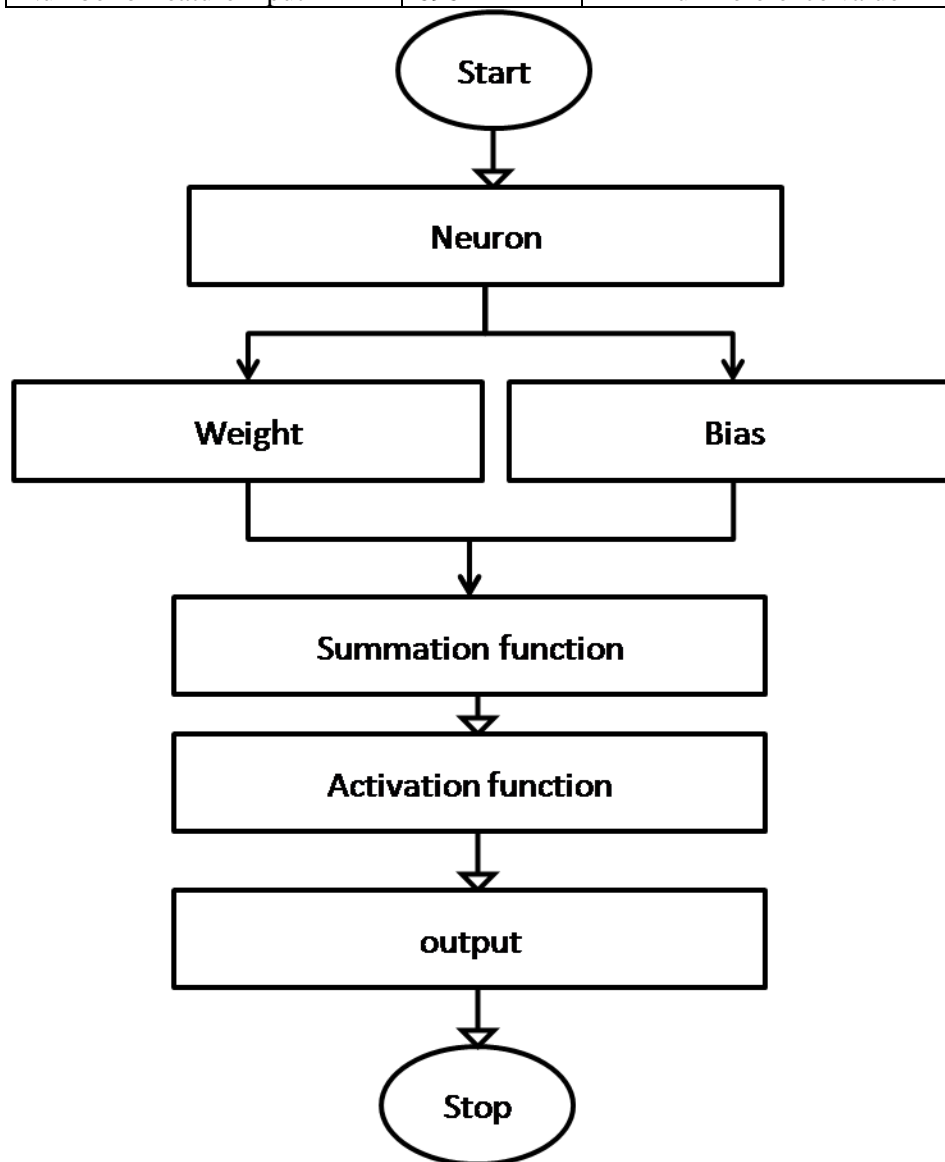 Start
Neuron
Weight
Bias
Summation function
Activation function
output
Stop